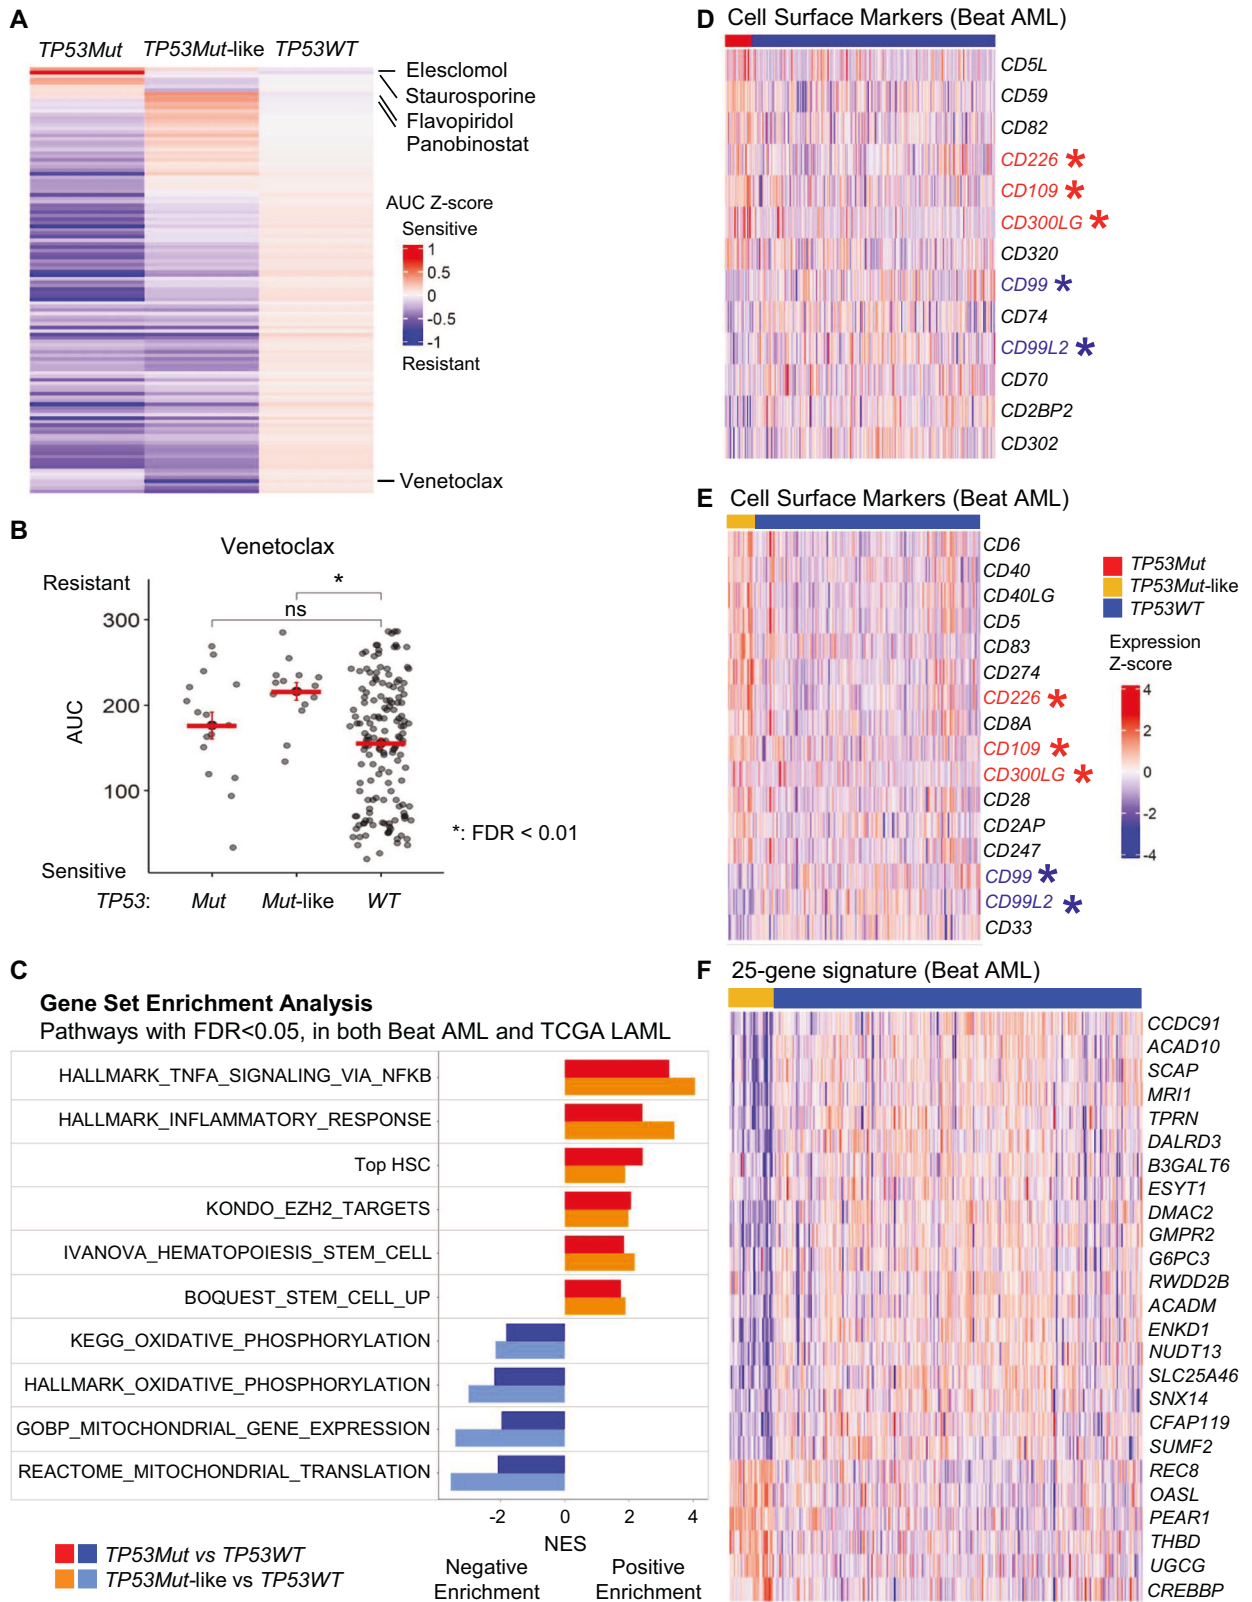 A
TP53Mut TP53Mut-like TP53WT
Elesclomol
Staurosporine
Flavopiridol
Panobinostat
AUC Z-score
Sensitive
1
0.5
0
-0.5
-1
Resistant
Venetoclax
B
Venetoclax
Resistant
*
ns
300
200
100
AUC
*: FDR < 0.01
Sensitive
TP53: Mut Mut-like WT
C
Gene Set Enrichment Analysis
Pathways with FDR<0.05, in both Beat AML and TCGA LAML
HALLMARK_TNFA_SIGNALING_VIA_NFKB
HALLMARK_INFLAMMATORY_RESPONSE
Top HSC
KONDO_EZH2_TARGETS
IVANOVA_HEMATOPOIESIS_STEM_CELL
BOQUEST_STEM_CELL_UP
KEGG_OXIDATIVE_PHOSPHORYLATION
HALLMARK_OXIDATIVE_PHOSPHORYLATION
GOBP_MITOCHONDRIAL_GENE_EXPRESSION
REACTOME_MITOCHONDRIAL_TRANSLATION
-2 0 2 4
NES
Negative Enrichment
Positive Enrichment
TP53Mut vs TP53WT
TP53Mut-like vs TP53WT
D Cell Surface Markers (Beat AML)
CD5L
CD59
CD82
CD226 *
CD109 *
CD300LG *
CD320
CD99 *
CD74
CD99L2 *
CD70
CD2BP2
CD302
E Cell Surface Markers (Beat AML)
CD6
CD40
CD40LG
CD5
CD83
CD274
CD226 *
CD8A
CD109 *
CD300LG *
CD28
CD2AP
CD247
CD99 *
CD99L2 *
CD33
TP53Mut
TP53Mut-like
TP53WT
Expression
Z-score
4
2
0
-2
-4
F 25-gene signature (Beat AML)
CCDC91
ACAD10
SCAP
MRI1
TPRN
DALRD3
B3GALT6
ESYT1
DMAC2
GMPR2
G6PC3
RWDD2B
ACADM
ENKD1
NUDT13
SLC25A46
SNX14
CFAP119
SUMF2
REC8
OASL
PEAR1
THBD
UGCG
CREBBP